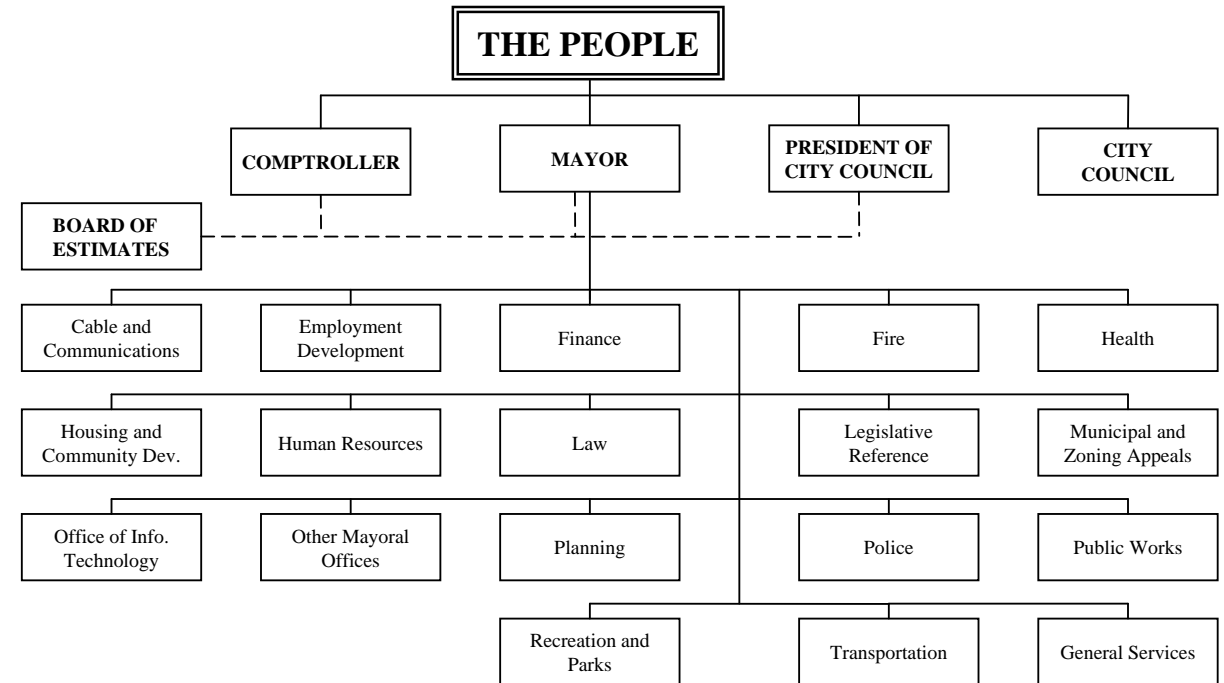 THE PEOPLE
COMPTROLLER
MAYOR
PRESIDENT OF
CITY COUNCIL
CITY
COUNCIL
BOARD OF
ESTIMATES
Cable and
Communications
Employment
Development
Finance
Fire
Health
Housing and
Community Dev.
Human Resources
Law
Legislative
Reference
Municipal and
Zoning Appeals
Office of Info.
Technology
Other Mayoral
Offices
Planning
Police
Public Works
Recreation and
Parks
Transportation
General Services